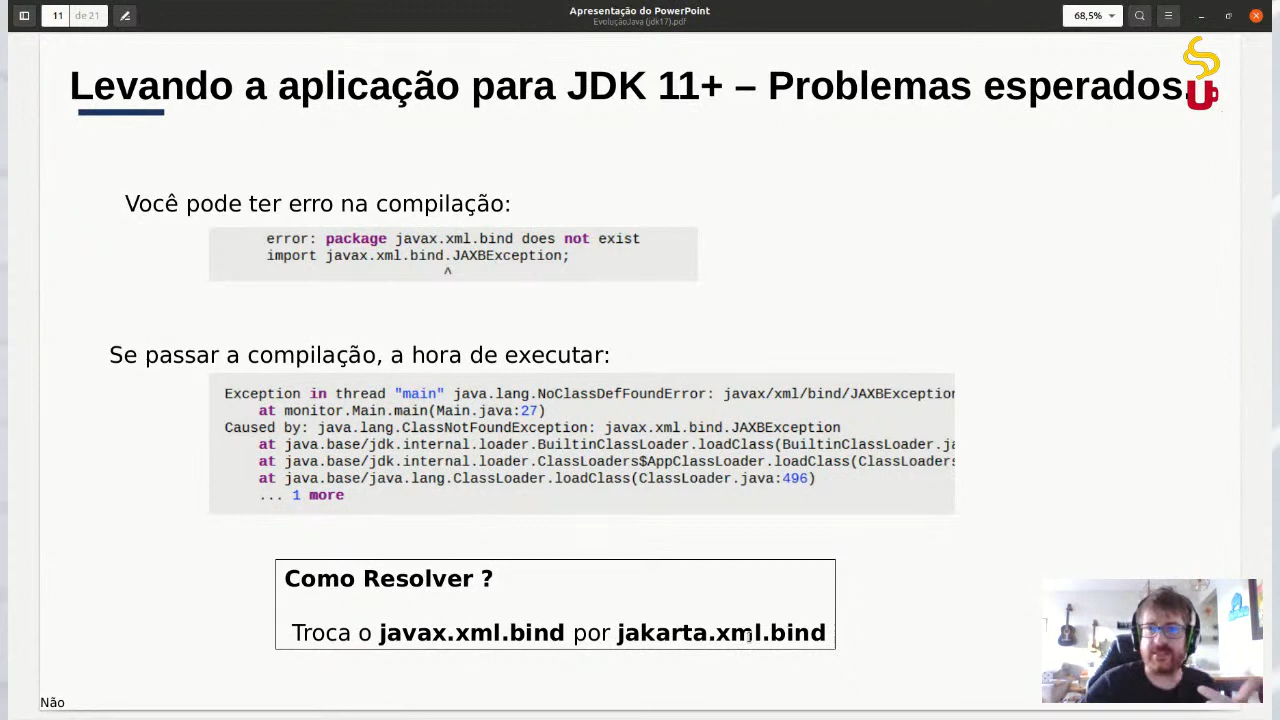 11
de 21
Apresentação do PowerPoint
EvoluçãoJava (jdk17).pdf
68,5%
Levando a aplicação para JDK 11+ – Problemas esperados.
Você pode ter erro na compilação:
error: package javax.xml.bind does not exist
import javax.xml.bind.JAXBException;
^
Se passar a compilação, a hora de executar:
Exception in thread "main" java.lang.NoClassDefFoundError: javax/xml/bind/JAXBException
at monitor.Main.main(Main.java:27)
Caused by: java.lang.ClassNotFoundException: javax.xml.bind.JAXBException
at java.base/jdk.internal.loader.BuiltinClassLoader.loadClass(BuiltinClassLoader.ja
at java.base/jdk.internal.loader.ClassLoaders$AppClassLoader.loadClass(ClassLoaders
at java.base/java.lang.ClassLoader.loadClass(ClassLoader.java:496)
... 1 more
Como Resolver ?
Troca o javax.xml.bind por jakarta.xml.bind
Não